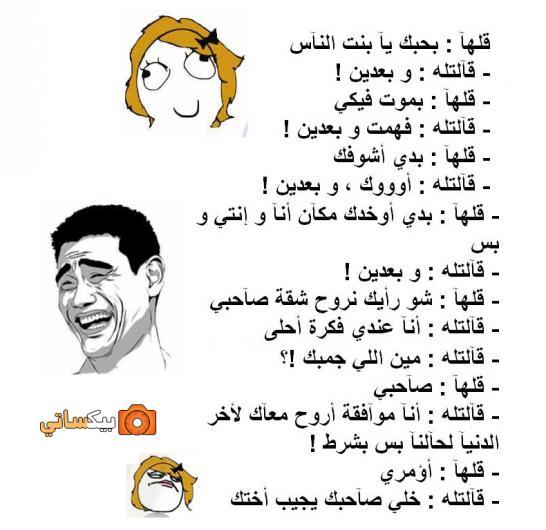 قلهآ : بحبك يآ بنت النآس
- قآلتله : و بعدين !
- قلهآ : بموت فيكي
- قآلتله : فهمت و بعدين !
- قلهآ : بدي أشوفك
- قآلتله : أوووك ، و بعدين !
- قلهآ : بدي أوخدك مكآن أنآ و إنتي و
بس
- قآلتله : و بعدين !
- قلهآ : شو رأيك نروح شقة صآحبي
- قآلتله : أنآ عندي فكرة أحلى
- قآلتله : مين اللي جمبك !؟
- قلهآ : صآحبي
- قآلتله : أنآ موآفقة أروح معآك لأخر
الدنيآ لحآلنآ بس بشرط !
- قلهآ : أؤمري
- قآلتله : خلي صآحبك يجيب أختك
بيكساتي